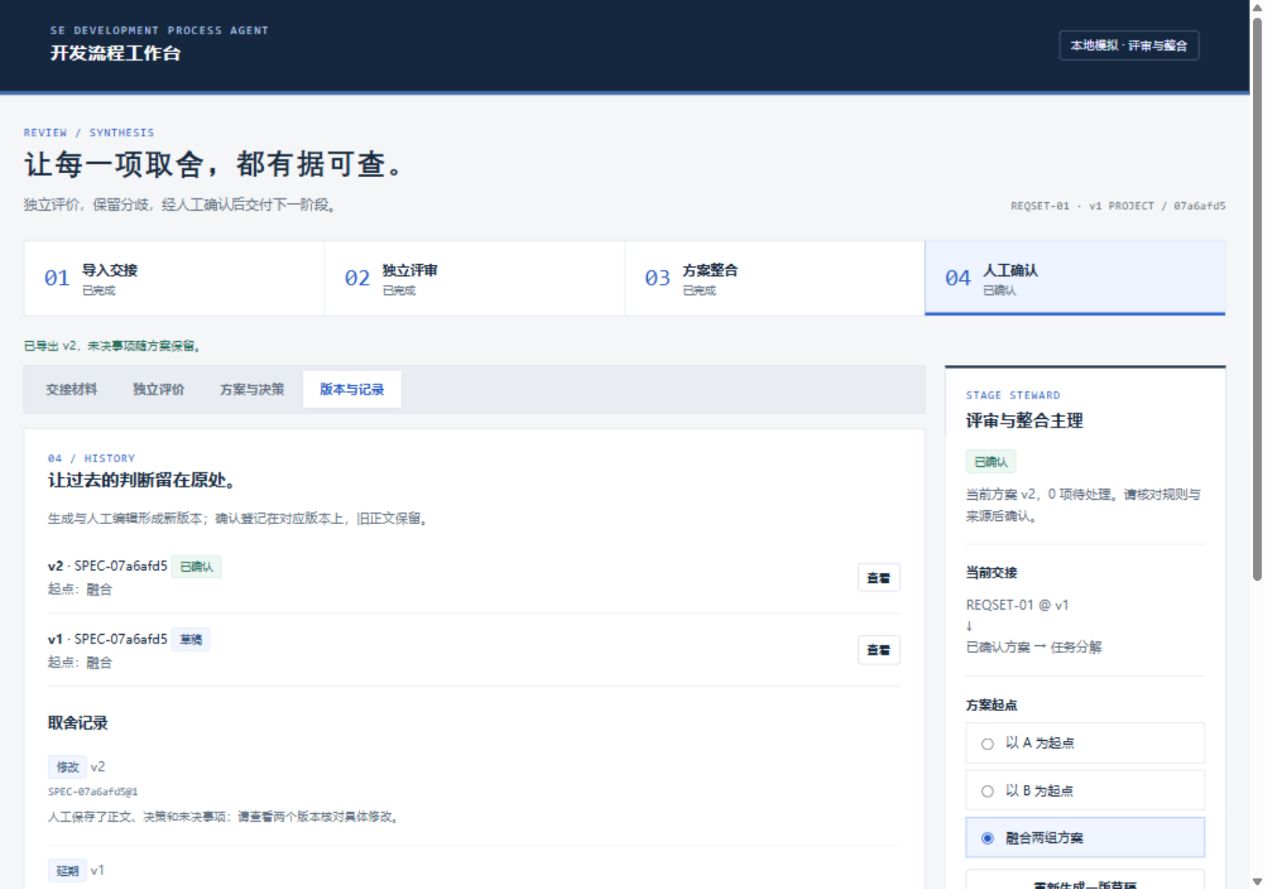 SE DEVELOPMENT PROCESS AGENT
开发流程工作台
本地模拟 · 评审与整合
REVIEW / SYNTHESIS
让每一项取舍，都有据可查。
独立评价，保留分歧，经人工确认后交付下一阶段。
REQSET-01 · v1 PROJECT / 07a6afd5
01 导入交接
已完成
02 独立评审
已完成
03 方案整合
已完成
04 人工确认
已确认
已导出 v2，未决事项随方案保留。
交接材料 独立评价 方案与决策 版本与记录
04 / HISTORY
让过去的判断留在原处。
生成与人工编辑形成新版本；确认登记在对应版本上，旧正文保留。
v2 · SPEC-07a6afd5 已确认
起点：融合
查看
v1 · SPEC-07a6afd5 草稿
起点：融合
查看
取舍记录
修改 v2
SPEC-07a6afd5@1
人工保存了正文、决策和未决事项；请查看两个版本核对具体修改。
延期 v1
STAGE STEWARD
评审与整合主理
已确认
当前方案 v2，0 项待处理。请核对规则与
来源后确认。
当前交接
REQSET-01 @ v1
↓
已确认方案 → 任务分解
方案起点
以 A 为起点
以 B 为起点
融合两组方案
重新生成一版草稿